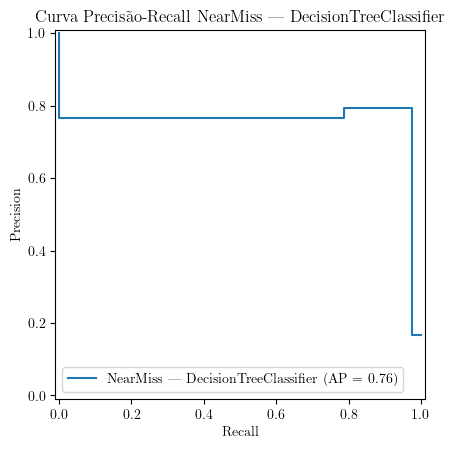 Curva Precisão-Recall NearMiss — DecisionTreeClassifier
1.0
0.8
0.6
0.4
0.2
0.0
Precision
NearMiss — DecisionTreeClassifier (AP = 0.76)
0.0 0.2 0.4 0.6 0.8 1.0
Recall